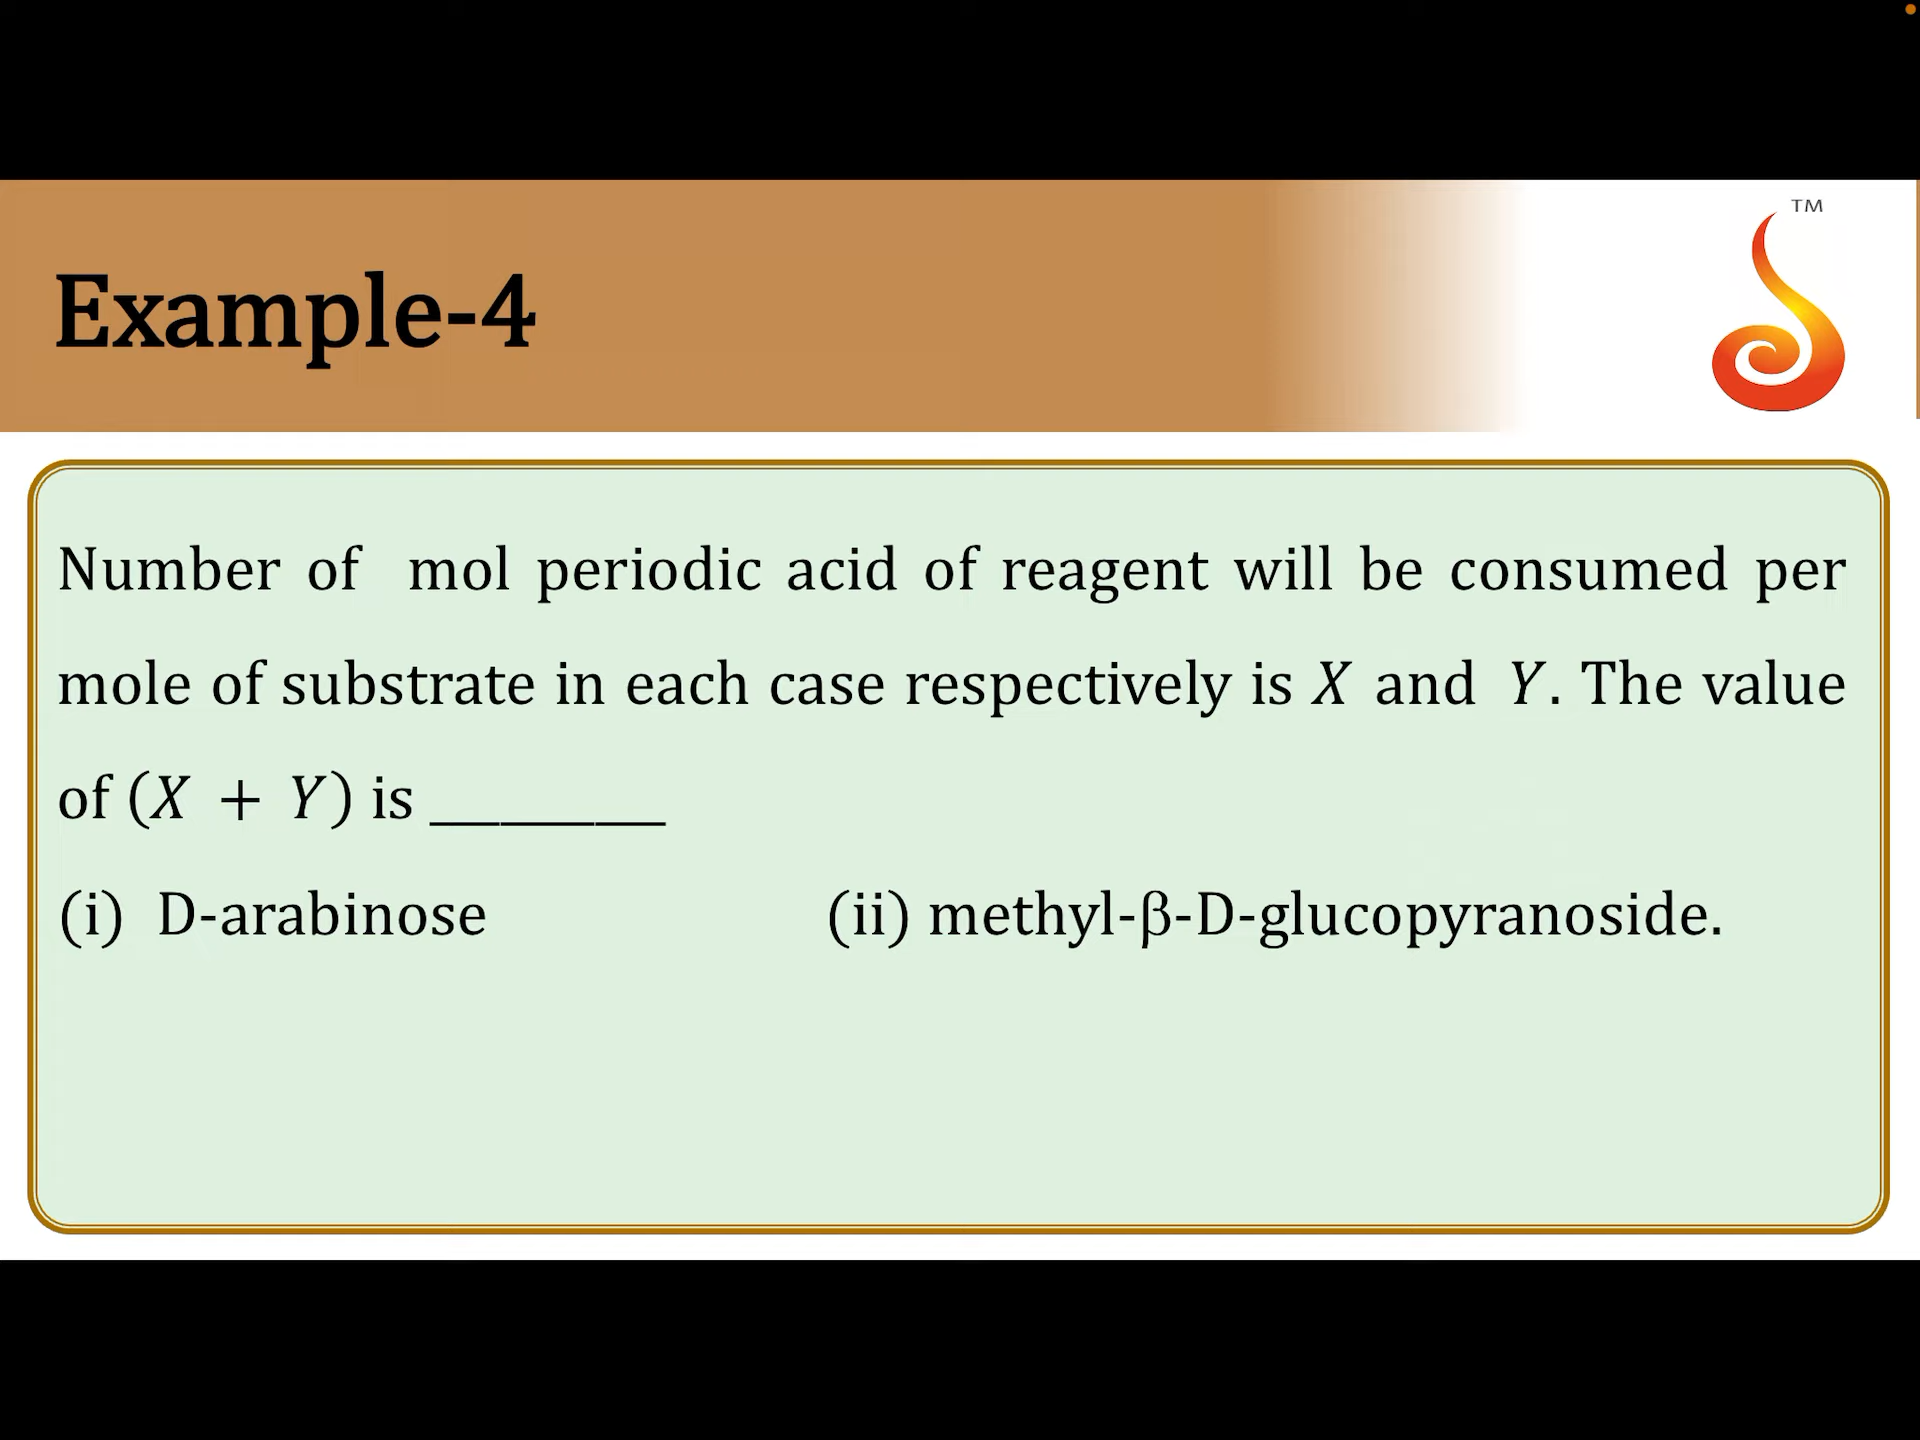 TM
Example-4
Number of mol periodic acid of reagent will be consumed per
mole of substrate in each case respectively is X and Y. The value
of (X + Y) is __________
(i) D-arabinose (ii) methyl-β-D-glucopyranoside.